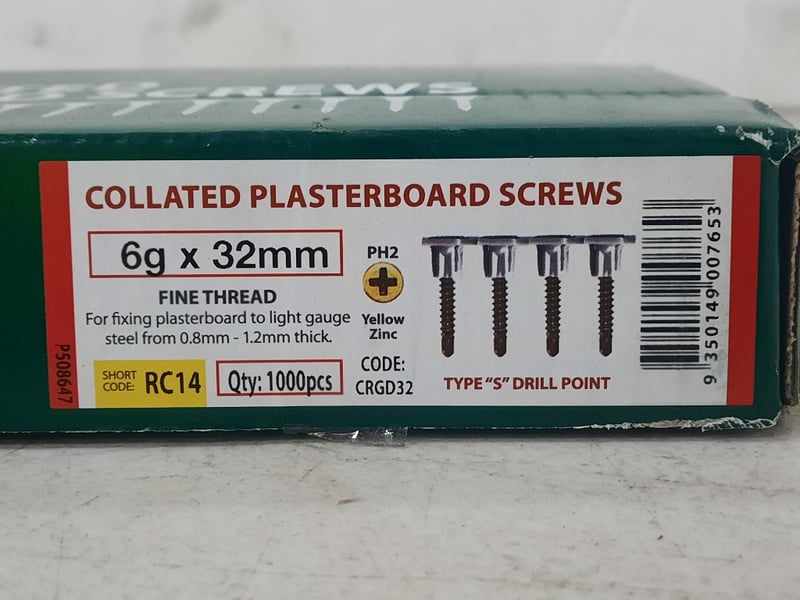 SCREWS
COLLATED PLASTERBOARD SCREWS
6g x 32mm
FINE THREAD
For fixing plasterboard to light gauge
steel from 0.8mm - 1.2mm thick.
SHORT
CODE:
RC14
Qty: 1000pcs
PH2
Yellow
Zinc
CODE:
CRGD32
TYPE “S” DRILL POINT
9 350149 007653
P508647